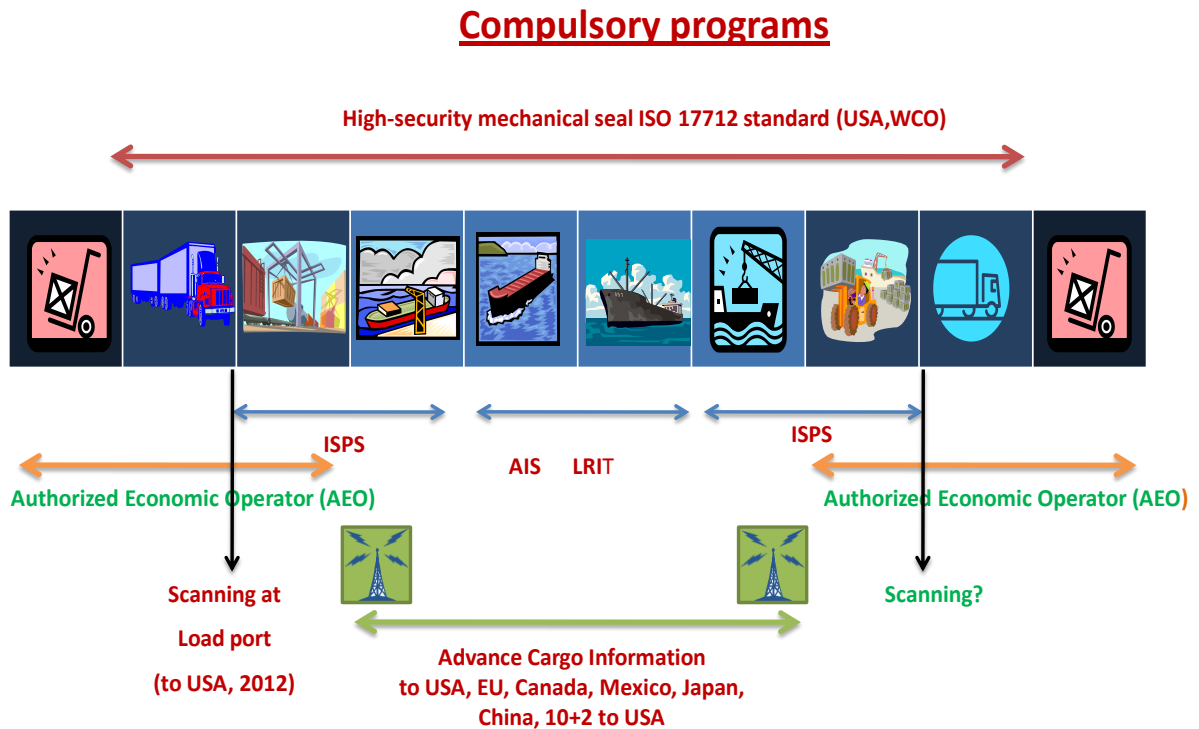 Compulsory programs
High-security mechanical seal ISO 17712 standard (USA,WCO)
ISPS
ISPS
AIS LRIT
Authorized Economic Operator (AEO)
Authorized Economic Operator (AEO)
Scanning at
Load port
(to USA, 2012)
Scanning?
Advance Cargo Information
to USA, EU, Canada, Mexico, Japan,
China, 10+2 to USA